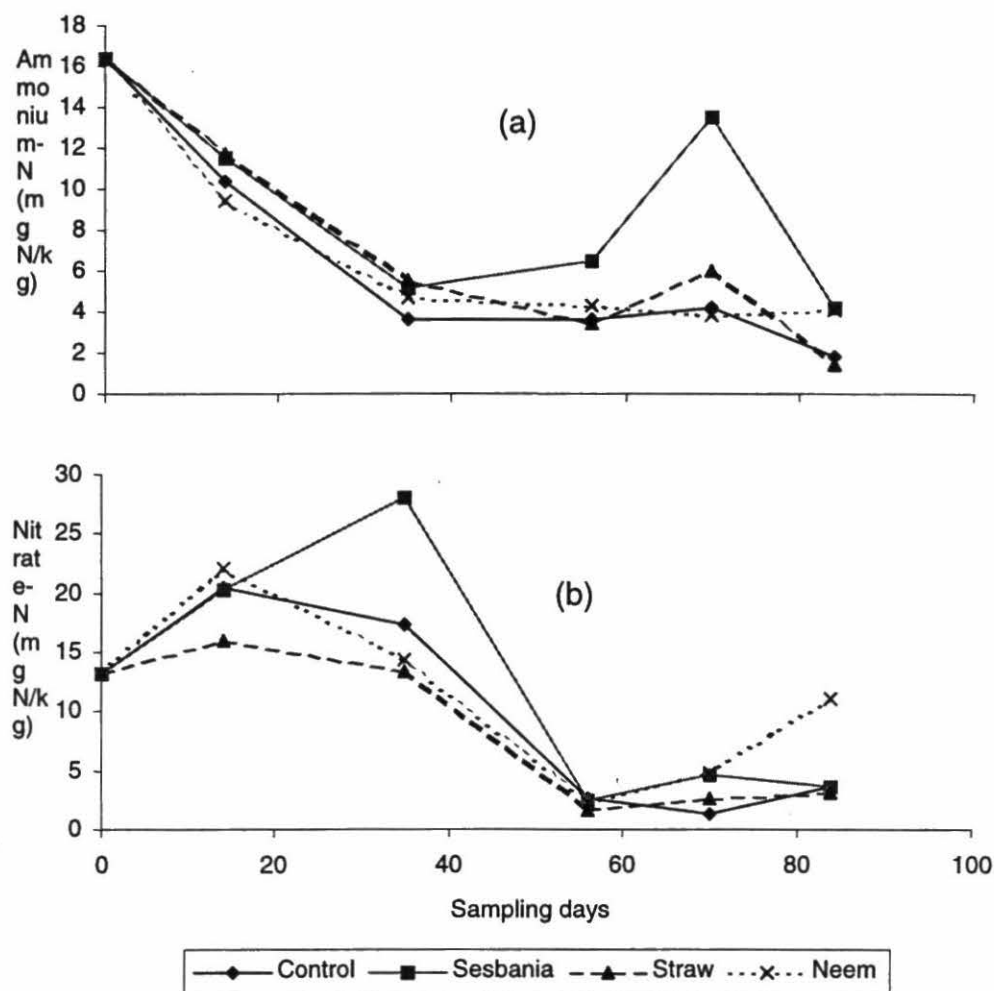 18
16
14
12
10
8
6
4
2
0
Am
mo
niu
m-
N
(m
g
N/k
g)
(a)
30
25
20
15
10
5
0
Nit
rat
e-
N
(m
g
N/k
g)
(b)
0 20 40 60 80 100
Sampling days
Control Sesbania Straw Neem